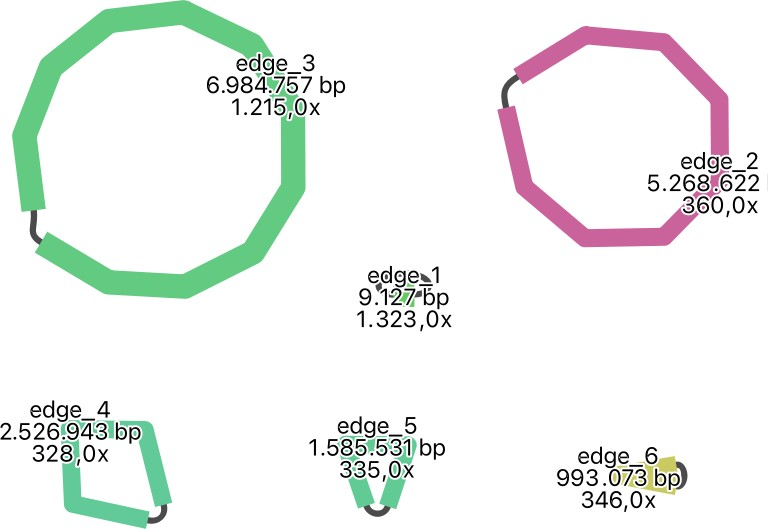 edge_3
6.984.757 bp
1.215,0x
edge_2
5.268.622
360,0x
edge_1
9.127 bp
1.323,0x
edge_4
2.526.943 bp
328,0x
edge_5
1.585.531 bp
335,0x
edge_6
993.073 bp
346,0x